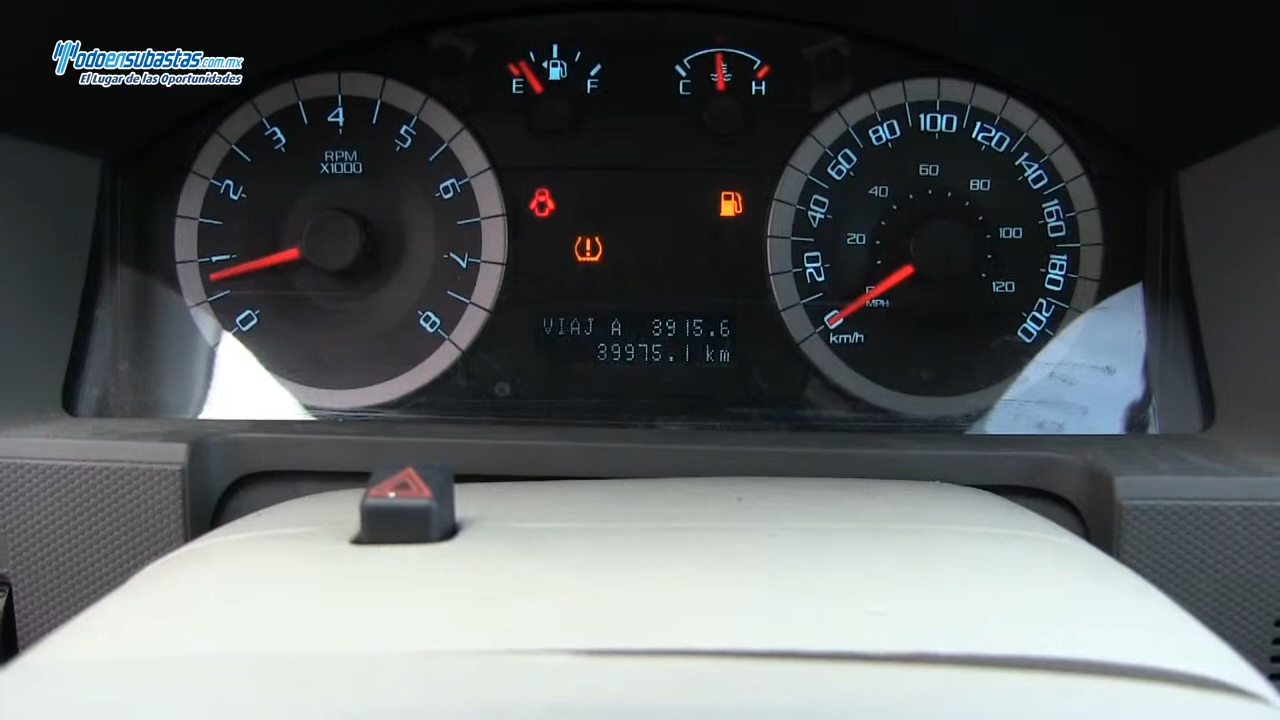 odoensubastas.com.mx
El Lugar de las Oportunidades
E F
C H
RPM
X1000
0 1 2 3 4 5 6 7 8
0 20 40 60 80 100 120 140 160 180 200
20 40 60 80 100 120
MPH
km/h
VIAJ A 3915.6
39975.1 km